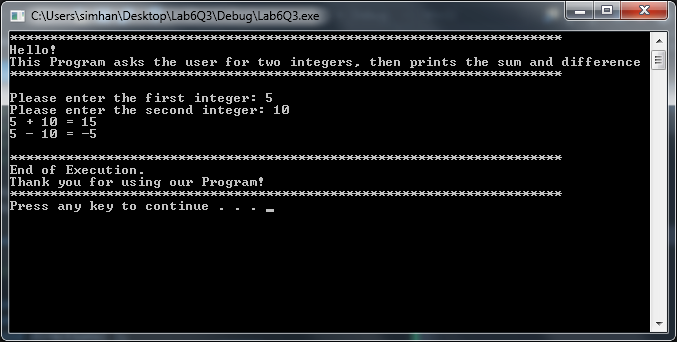 C:\Users\simhan\Desktop\Lab6Q3\Debug\Lab6Q3.exe
*********************************************************************
Hello!
This Program asks the user for two integers, then prints the sum and difference
*********************************************************************
Please enter the first integer: 5
Please enter the second integer: 10
5 + 10 = 15
5 - 10 = -5
*********************************************************************
End of Execution.
Thank you for using our Program!
*********************************************************************
Press any key to continue . . . _